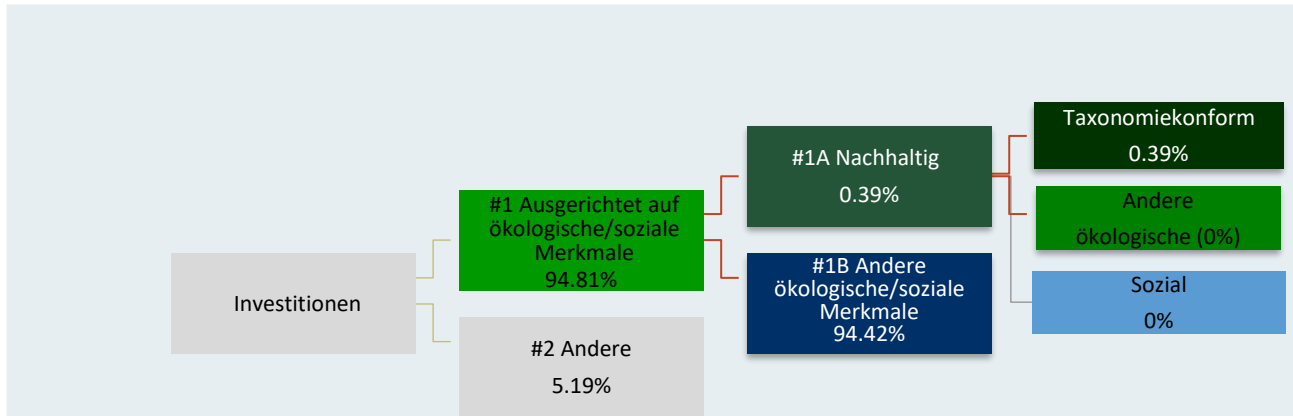 Investitionen
#1 Ausgerichtet auf
ökologische/soziale
Merkmale
94.81%
#2 Andere
5.19%
#1A Nachhaltig
0.39%
#1B Andere
ökologische/soziale
Merkmale
94.42%
Taxonomiekonform
0.39%
Andere
ökologische (0%)
Sozial
0%